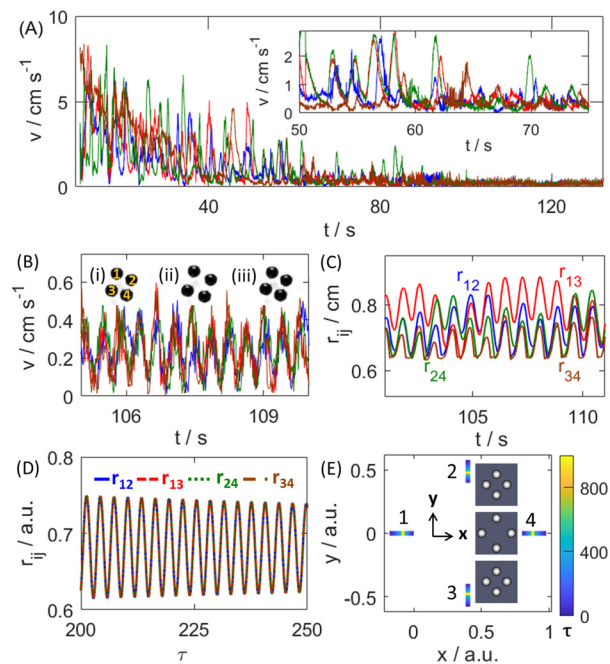 (A)
10
5
0
v / cm s⁻¹
40
80
120
t / s
2
1
0
v / cm s⁻¹
50
60
70
t / s
(B)
(i)
1
2
3
4
(ii)
(iii)
0.6
0.4
0.2
0
v / cm s⁻¹
106
109
t / s
(C)
r₁₂
r₁₃
0.8
0.6
r_ij / cm
r₂₄
r₃₄
105
110
t / s
(D)
0.8
r₁₂ r₁₃ r₂₄ r₃₄
0.7
0.6
r_ij / a.u.
200
225
250
τ
(E)
0.5
0
-0.5
y / a.u.
2
1
y
x
4
3
0
0.5
1
x / a.u.
800
400
0
τ